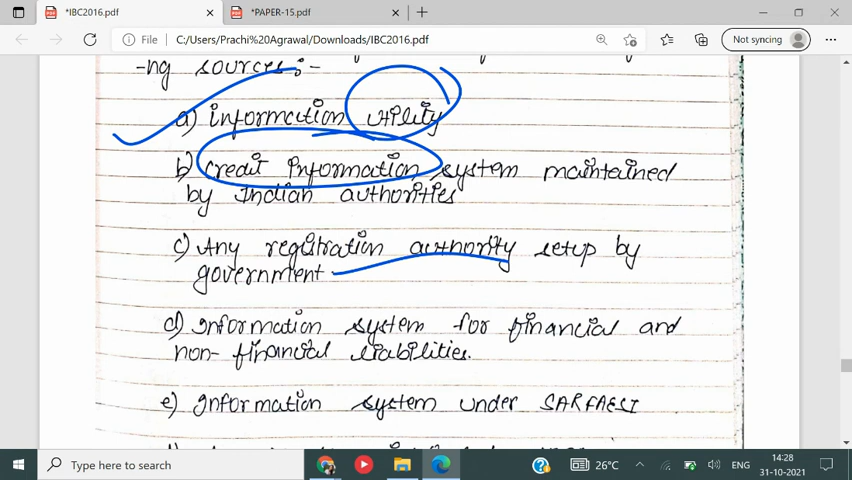 *IBC2016.pdf
*PAPER-15.pdf
File
C:/Users/Prachi%20Agrawal/Downloads/IBC2016.pdf
Not syncing
-ng sources:-
a) Information utility
b) Credit Information system maintained
by Indian authorities
c) Any registration authority setup by
government
d) Information system for financial and
non-financial liabilities.
e) Information system under SARFAESI
Type here to search
26°C
ENG
14:28
31-10-2021